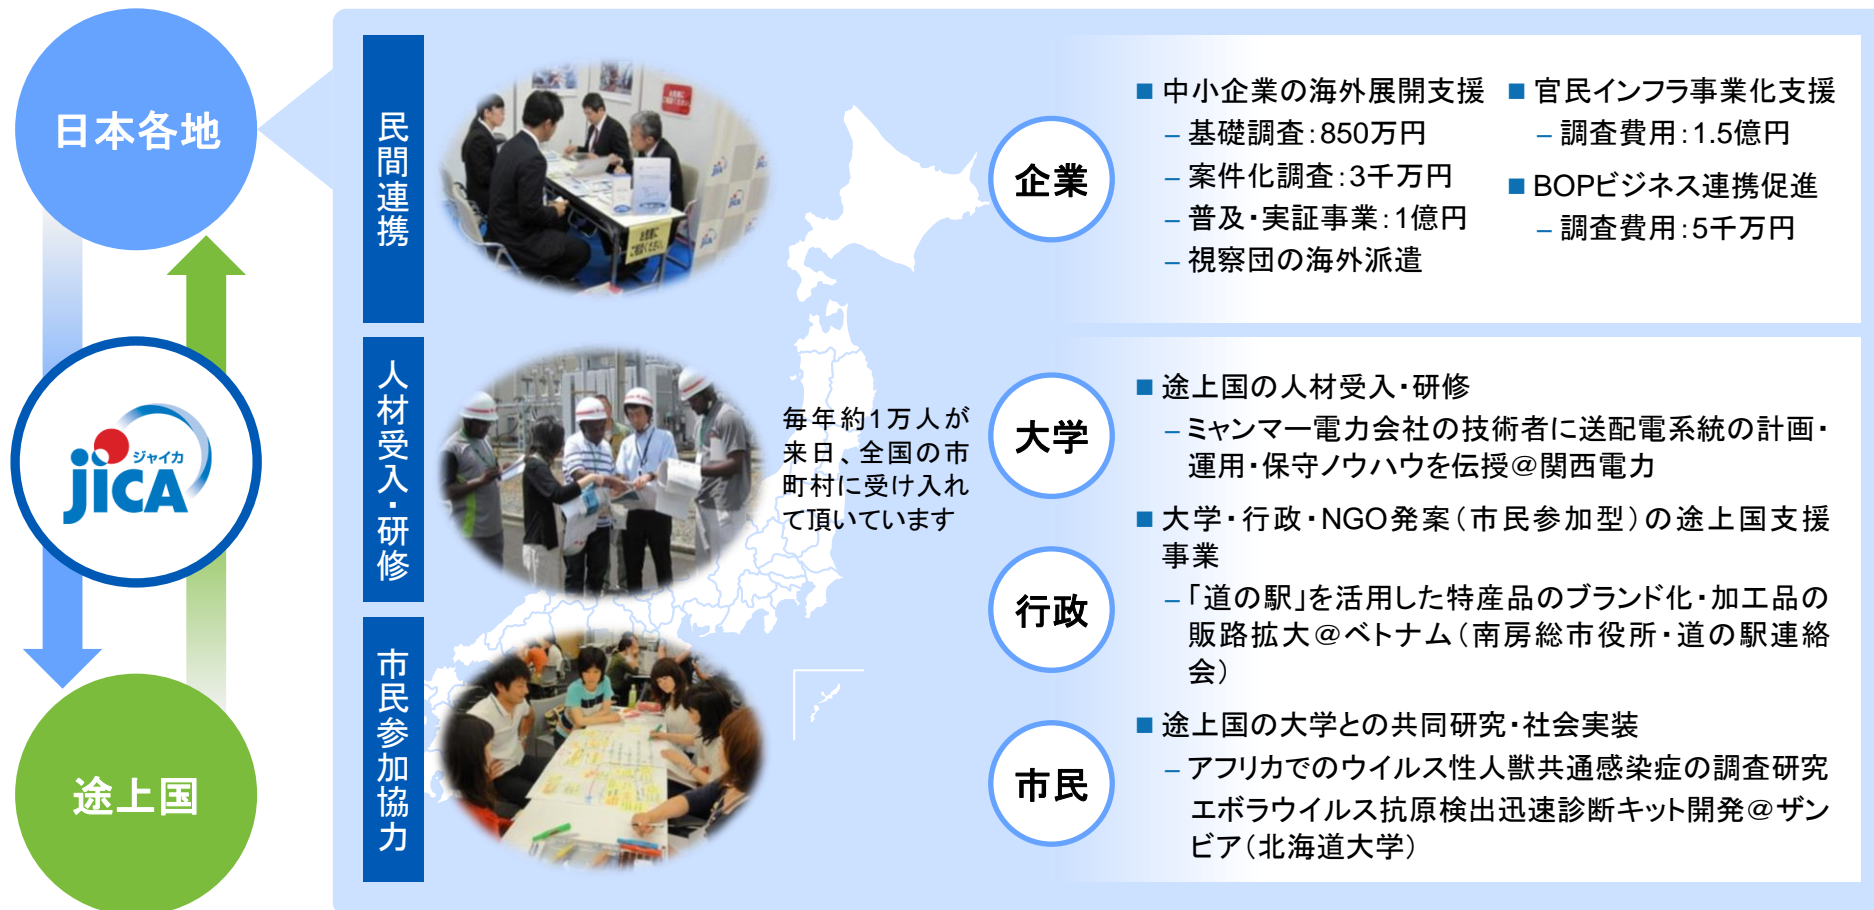 日本各地
ジャイカ
jICA
途上国
民間連携
人材受入・研修
市民参加協力
毎年約1万人が
来日、全国の市
町村に受け入れ
て頂いています
企業
大学
行政
市民
■ 中小企業の海外展開支援
– 基礎調査：850万円
– 案件化調査：3千万円
– 普及・実証事業：1億円
– 視察団の海外派遣
■ 官民インフラ事業化支援
– 調査費用：1.5億円
■ BOPビジネス連携促進
– 調査費用：5千万円
■ 途上国の人材受入・研修
– ミャンマー電力会社の技術者に送配電系統の計画・
運用・保守ノウハウを伝授＠関西電力
■ 大学・行政・NGO発案（市民参加型）の途上国支援
事業
– 「道の駅」を活用した特産品のブランド化・加工品の
販路拡大＠ベトナム（南房総市役所・道の駅連絡
会）
■ 途上国の大学との共同研究・社会実装
– アフリカでのウイルス性人獣共通感染症の調査研究
エボラウイルス抗原検出迅速診断キット開発＠ザン
ビア（北海道大学）